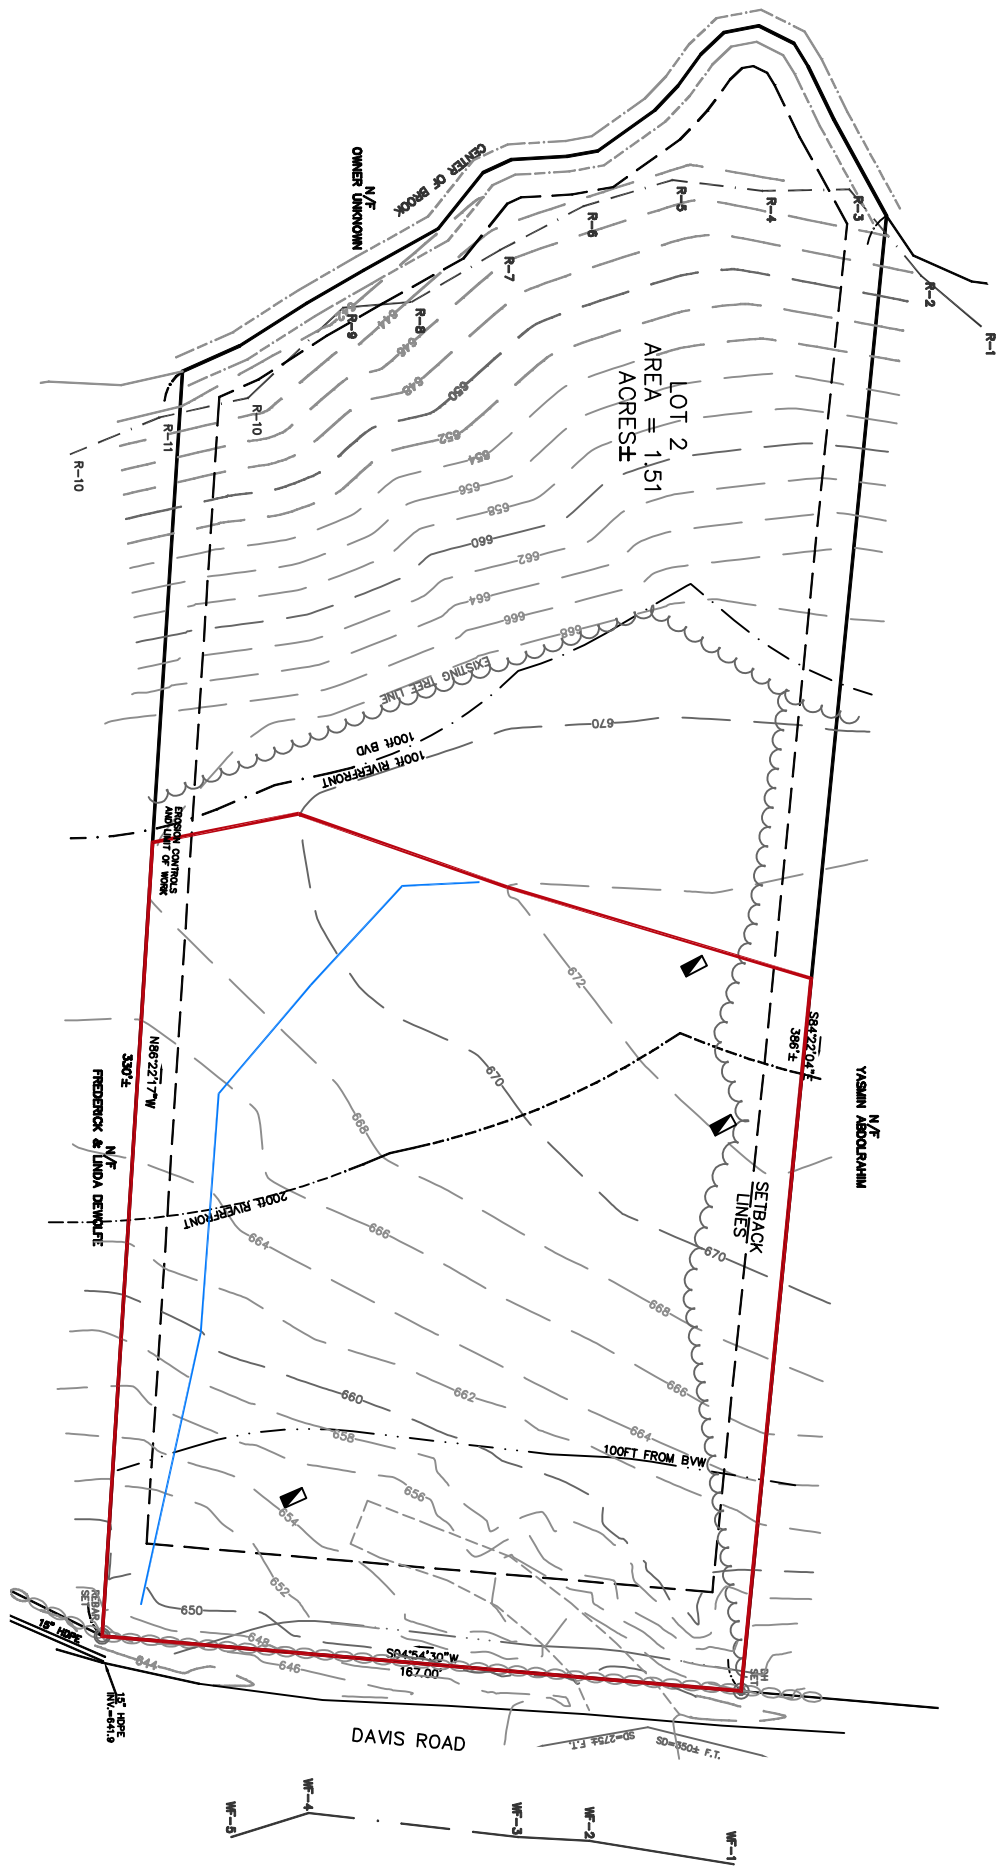 CENTER OF BROOK
N/F
OWNER UNKNOWN
R-1
R-2
R-3
R-4
R-5
R-6
R-7
R-8
R-9
R-10
R-11
R-10
644
646
648
650
652
654
656
658
660
662
664
666
668
LOT 2
AREA = 1.51
ACRES±
EXISTING TREE LINE
670
100ft BVD
100ft RIVERFRONT
EROSION CONTROLS
AND LIMIT OF WORK
672
670
668
S84°22'04"E
386'±
N/F
YASMIN ABDOLRAHIM
N86°22'17"W
330'±
N/F
FREDERICK & LINDA DEWOLFE
200ft RIVERFRONT
SETBACK
LINES
670
668
666
664
666
664
662
660
658
100FT FROM BVW
656
654
652
650
648
646
644
REBAR
SET
DH
SET
S04°54'30"W
167.00'
15" HDPE
15" HDPE
INV.=641.9
DAVIS ROAD
SD=275± F.T.
SD=350± F.T.
WF-1
WF-2
WF-3
WF-4
WF-5